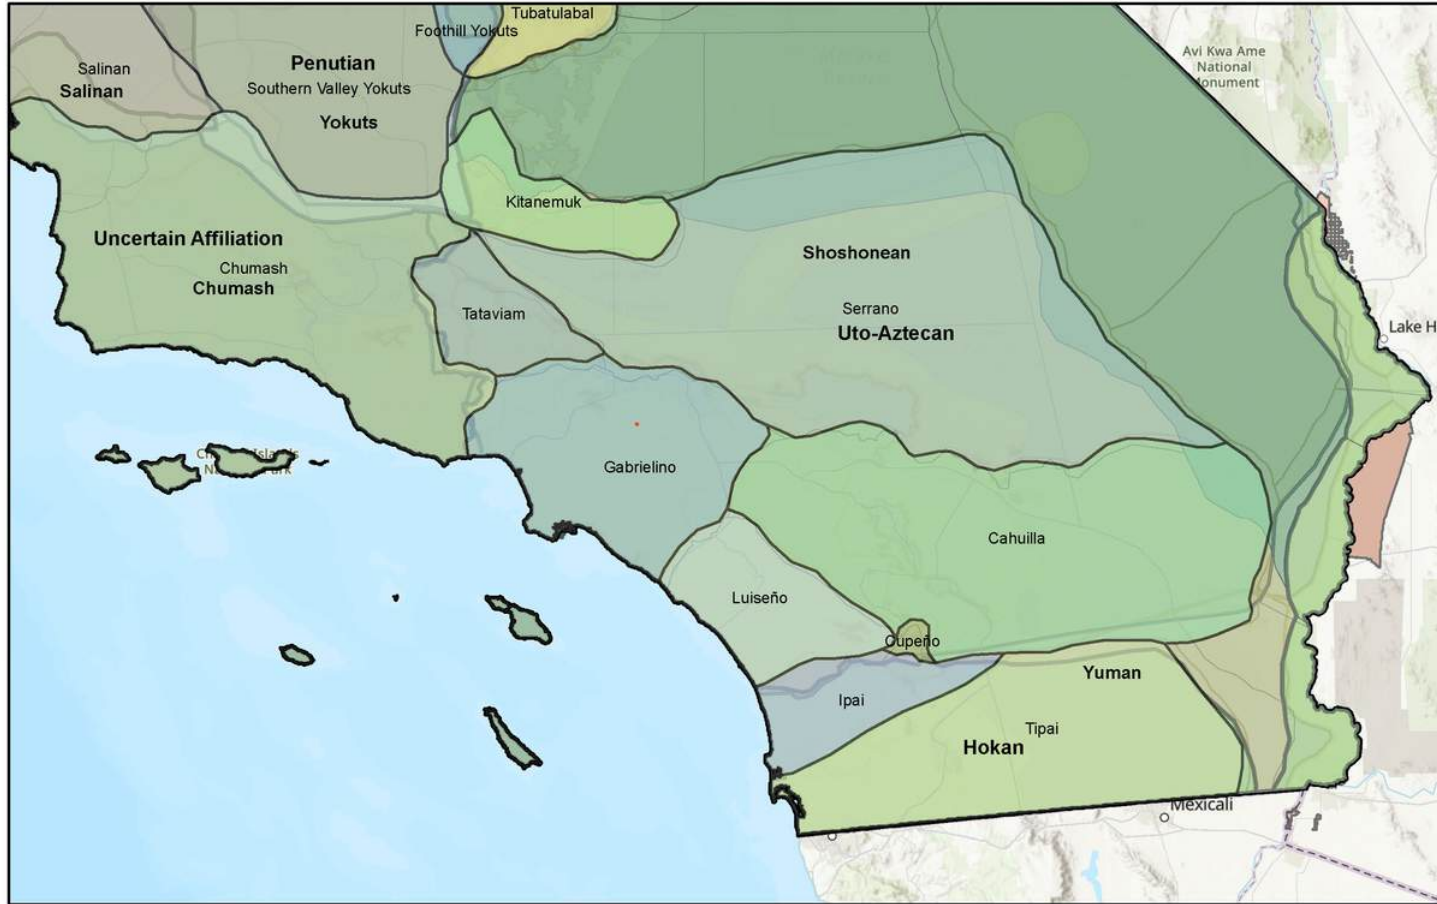 Tubatulabal
Foothill Yokuts
Avi Kwa Ame
National
Monument
Penutian
Salinan
Southern Valley Yokuts
Salinan
Yokuts
Kitanemuk
Uncertain Affiliation
Shoshonean
Chumash
Chumash
Serrano
Tataviam
Uto-Aztecan
Lake H
Gabrielino
Cahuilla
Luiseño
Cupeño
Yuman
Ipai
Tipai
Hokan
Mexicali